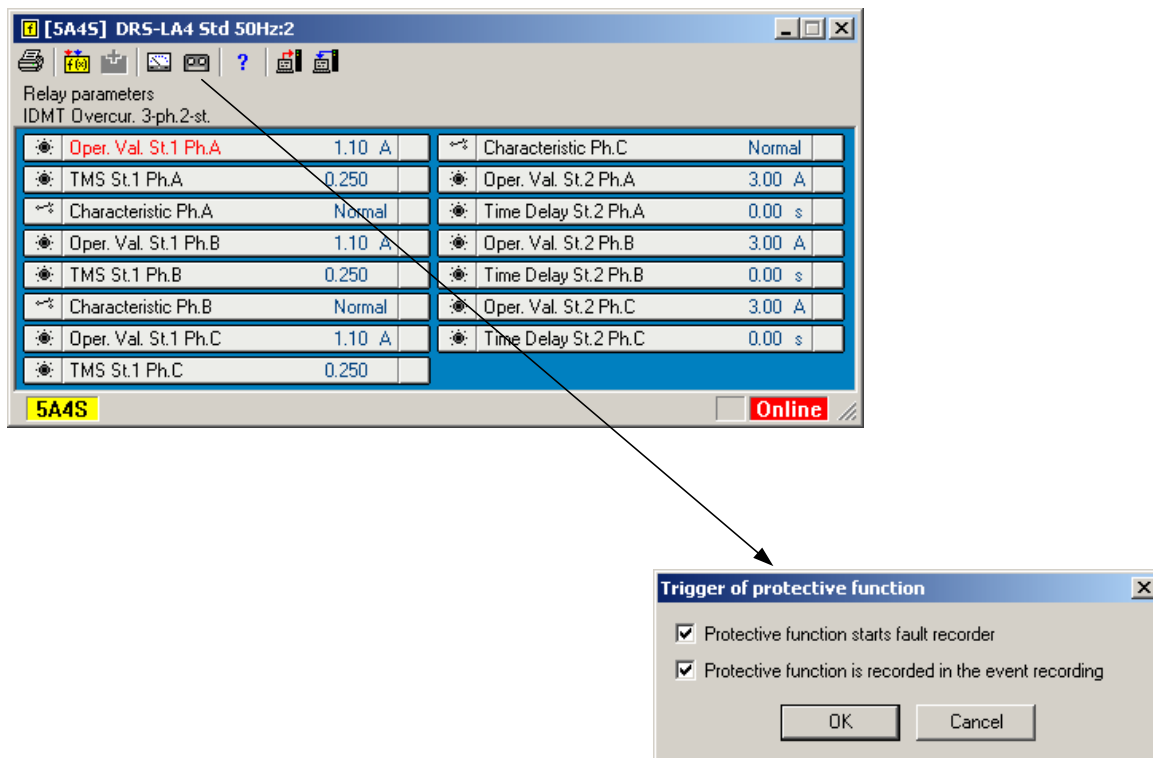 [5A4S] DRS-LA4 Std 50Hz:2
f(x) ?
Relay parameters
IDMT Overcur. 3-ph.2-st.
Oper. Val. St.1 Ph.A 1.10 A
TMS St.1 Ph.A 0.250
Characteristic Ph.A Normal
Oper. Val. St.1 Ph.B 1.10 A
TMS St.1 Ph.B 0.250
Characteristic Ph.B Normal
Oper. Val. St.1 Ph.C 1.10 A
TMS St.1 Ph.C 0.250
Characteristic Ph.C Normal
Oper. Val. St.2 Ph.A 3.00 A
Time Delay St.2 Ph.A 0.00 s
Oper. Val. St.2 Ph.B 3.00 A
Time Delay St.2 Ph.B 0.00 s
Oper. Val. St.2 Ph.C 3.00 A
Time Delay St.2 Ph.C 0.00 s
5A4S Online
Trigger of protective function
Protective function starts fault recorder
Protective function is recorded in the event recording
OK Cancel